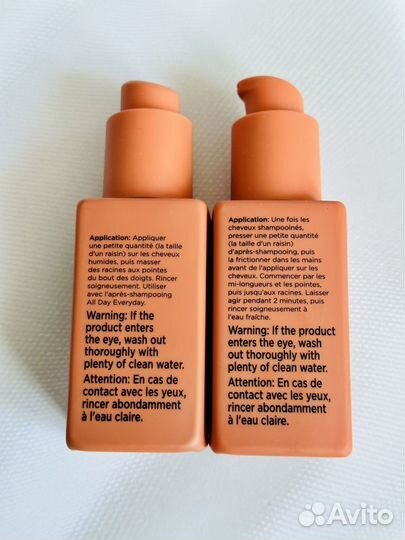 Application: Appliquer
une petite quantité (la taille
d'un raisin) sur les cheveux
humides, puis masser
des racines aux pointes
du bout des doigts. Rincer
soigneusement. Utiliser
avec l'après-shampooing
All Day Everyday.
Warning: If the
product enters
the eye, wash out
thoroughly with
plenty of clean water.
Attention: En cas de
contact avec les yeux,
rincer abondamment
à l'eau claire.
Application: Une fois les
cheveux shampooinés,
presser une petite quantité
(la taille d'un raisin)
d'après-shampooing, puis
la frictionner dans les mains
avant de l'appliquer sur les
cheveux. Commencer par les
mi-longueurs et les pointes,
puis jusqu'aux racines. Laisser
agir pendant 2 minutes, puis
rincer soigneusement à
l'eau fraîche.
Warning: If the product
enters the eye, wash
out thoroughly with
plenty of clean water.
Attention: En cas de
contact avec les yeux,
rincer abondamment
à l'eau claire.
Avito